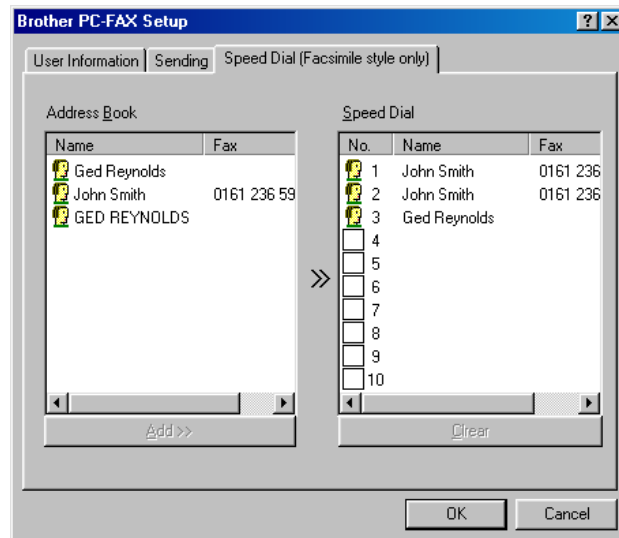 Brother PC-FAX Setup
User Information Sending Speed Dial (Facsimile style only)
Address Book
Name Fax
Ged Reynolds
John Smith 0161 236 59
GED REYNOLDS
Add >>
Speed Dial
No. Name Fax
1 John Smith 0161 236
2 John Smith 0161 236
3 Ged Reynolds
4
5
6
7
8
9
10
Clrear
OK Cancel